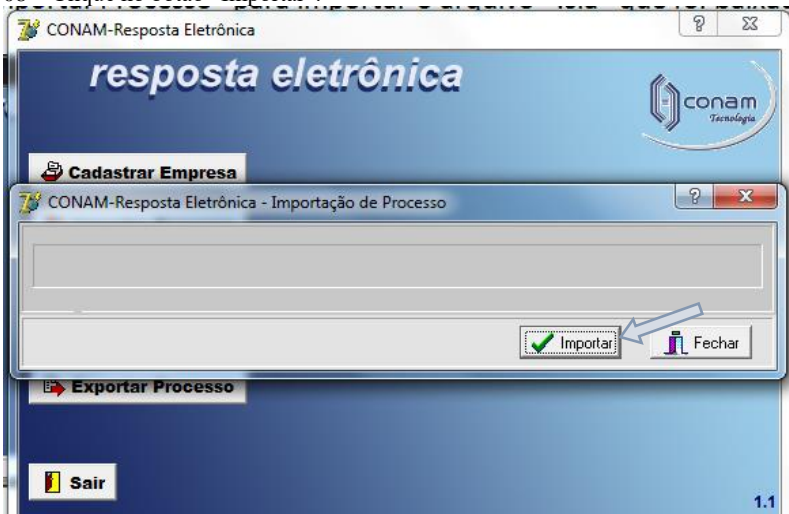 CONAM-Resposta Eletrônica
resposta eletrônica
conam
Tecnologia
Cadastrar Empresa
CONAM-Resposta Eletrônica - Importação de Processo
Importar
Fechar
Exportar Processo
Sair
1.1